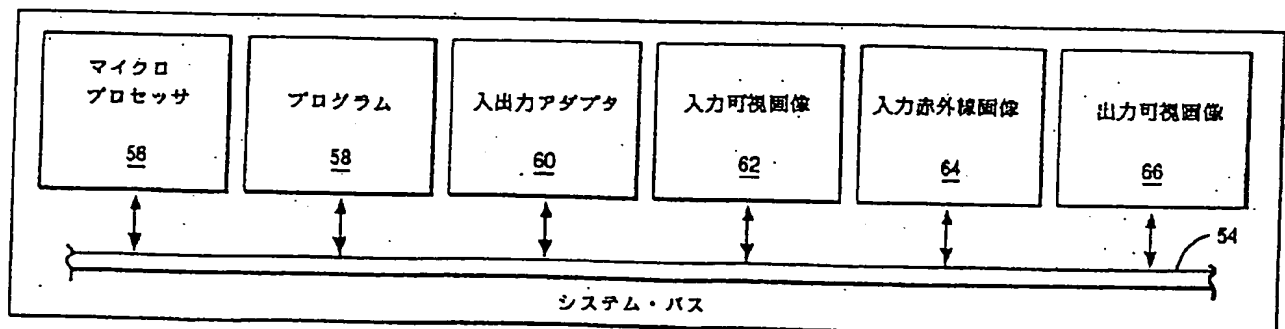 マイクロ
プロセッサ
56
プログラム
58
入出力アダプタ
60
入力可視画像
62
入力赤外線画像
64
出力可視画像
66
54
システム・バス